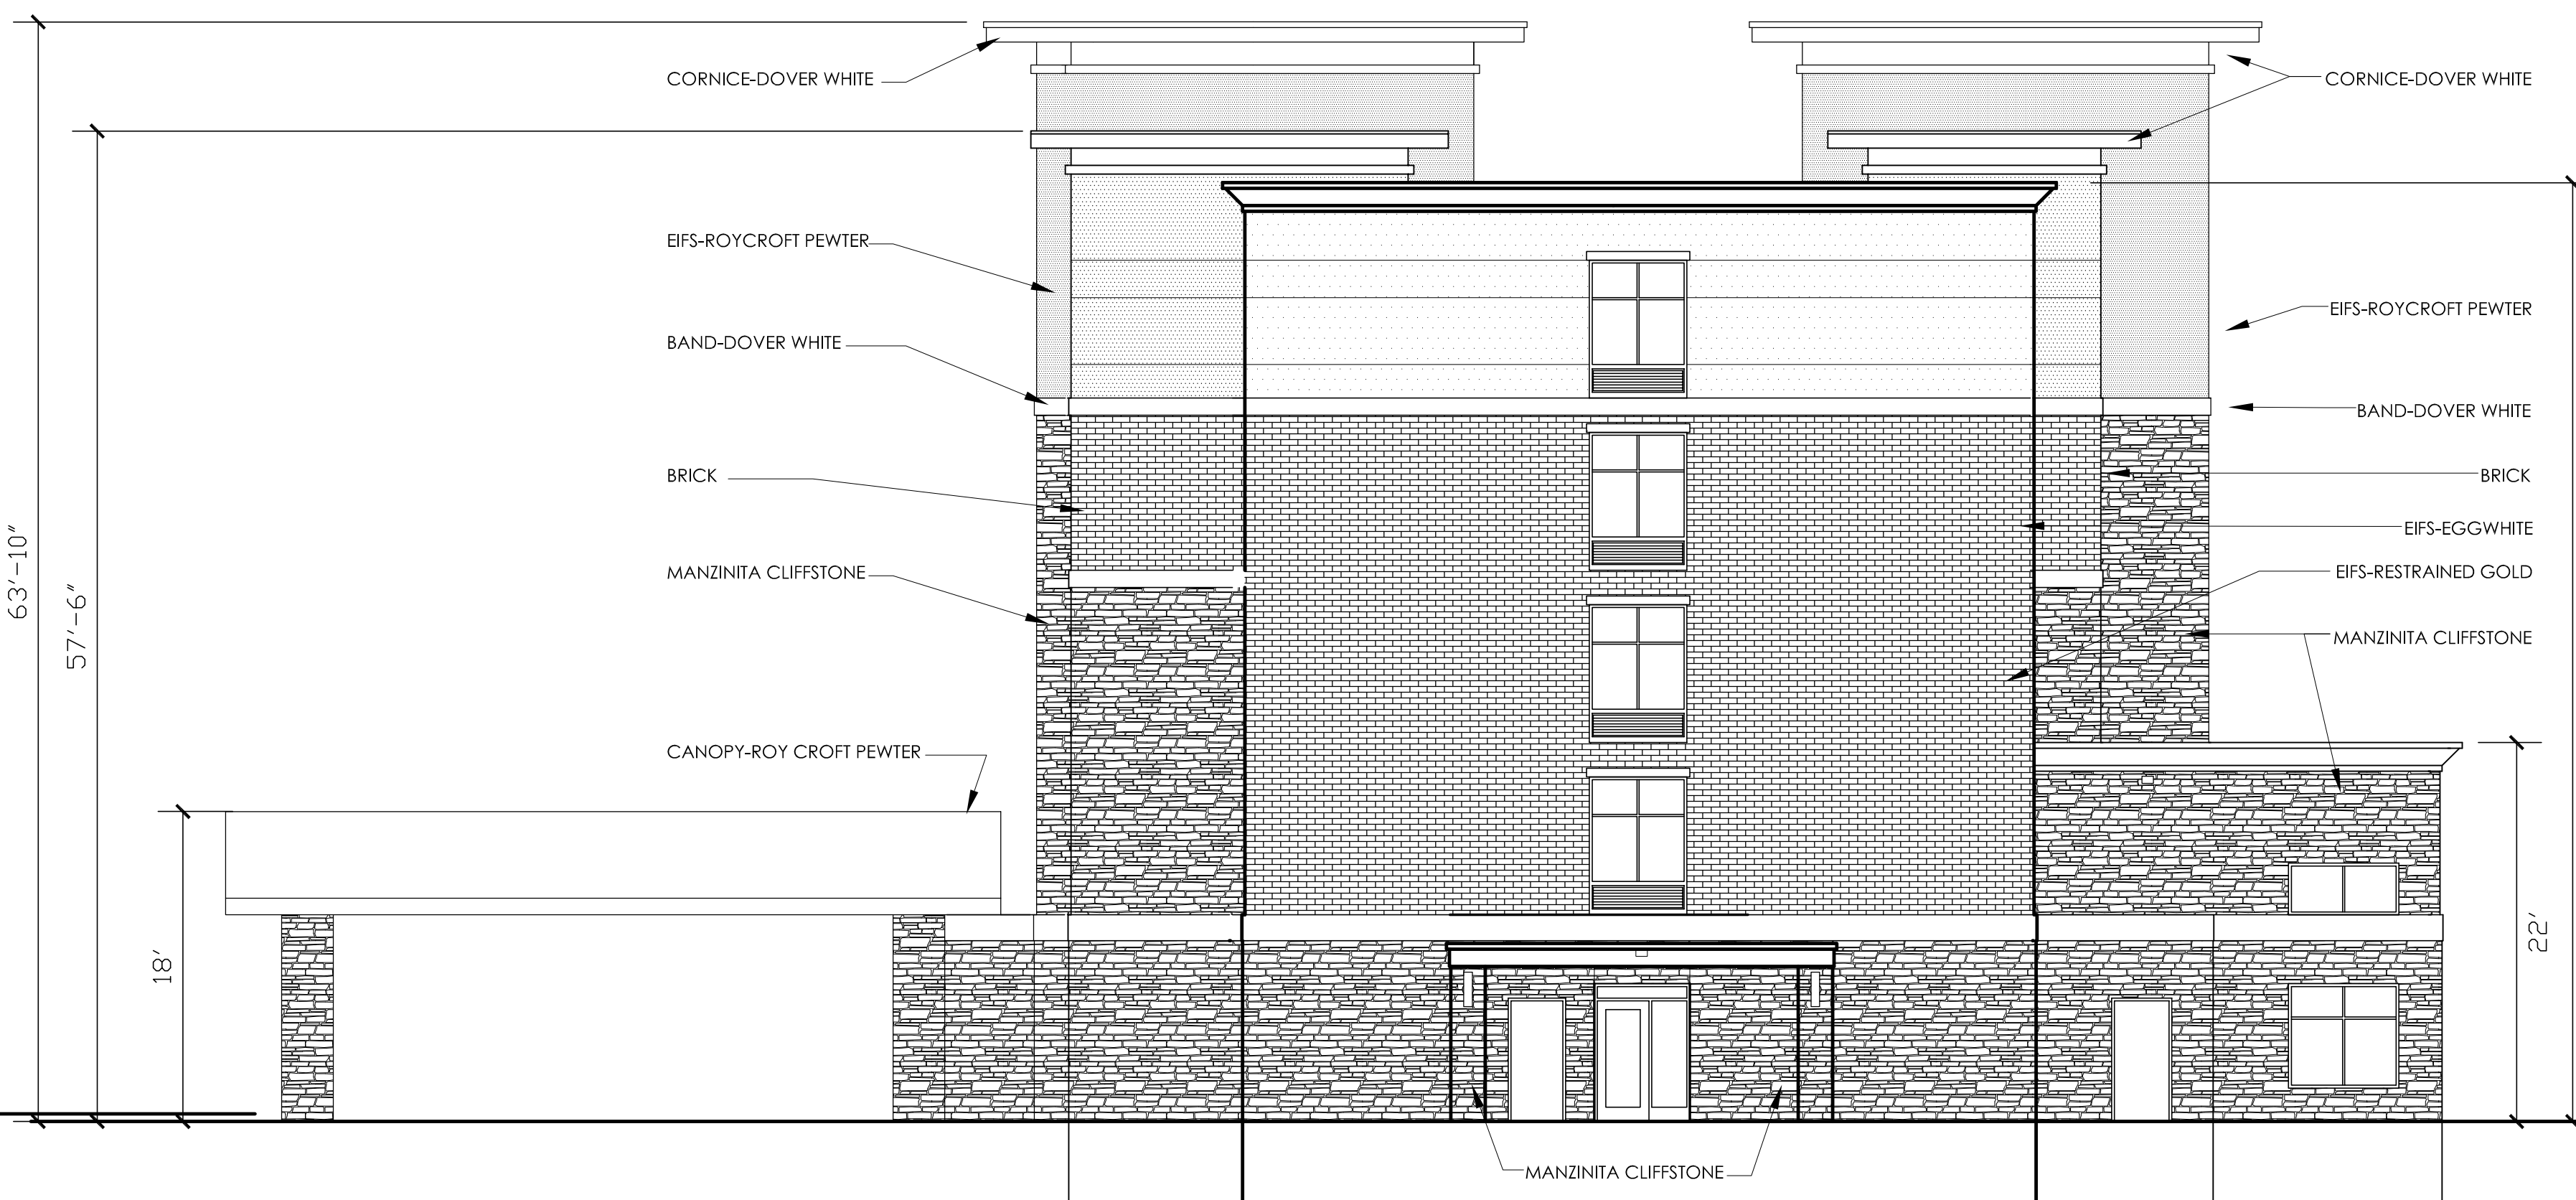 CORNICE-DOVER WHITE
CORNICE-DOVER WHITE
EIFS-ROYCROFT PEWTER
EIFS-ROYCROFT PEWTER
BAND-DOVER WHITE
BAND-DOVER WHITE
BRICK
BRICK
EIFS-EGGWHITE
63'-10"
57'-6"
MANZINITA CLIFFSTONE
EIFS-RESTRAINED GOLD
MANZINITA CLIFFSTONE
CANOPY-ROY CROFT PEWTER
18'
22'
MANZINITA CLIFFSTONE